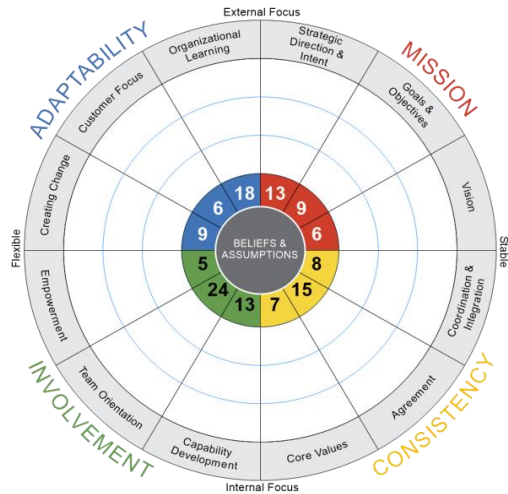 External Focus
ADAPTABILITY
MISSION
Organizational
Learning
Strategic
Direction &
Intent
Customer Focus
Goals &
Objectives
Creating Change
Vision
18
13
6
9
9
6
BELIEFS &
ASSUMPTIONS
Flexible
Stable
5
8
24
15
13
7
Empowerment
Coordination &
Integration
Team Orientation
Agreement
Capability
Development
Core Values
INVOLVEMENT
CONSISTENCY
Internal Focus